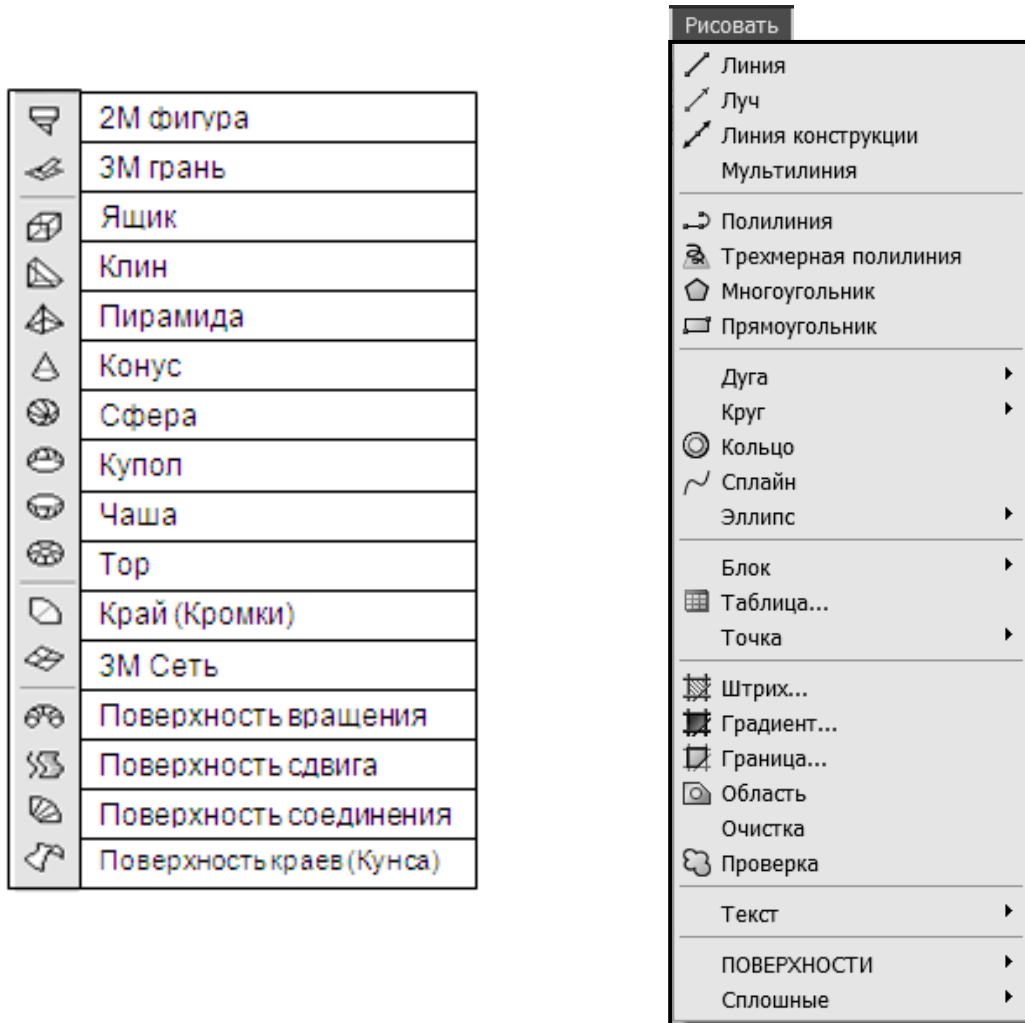 2М фигура
3М грань
Ящик
Клин
Пирамида
Конус
Сфера
Купол
Чаша
Тор
Край (Кромки)
3М Сеть
Поверхность вращения
Поверхность сдвига
Поверхность соединения
Поверхность краев (Кунса)
Рисовать
Линия
Луч
Линия конструкции
Мультилиния
Полилиния
Трехмерная полилиния
Многоугольник
Прямоугольник
Дуга
Круг
Кольцо
Сплайн
Эллипс
Блок
Таблица...
Точка
Штрих...
Градиент...
Граница...
Область
Очистка
Проверка
Текст
ПОВЕРХНОСТИ
Сплошные